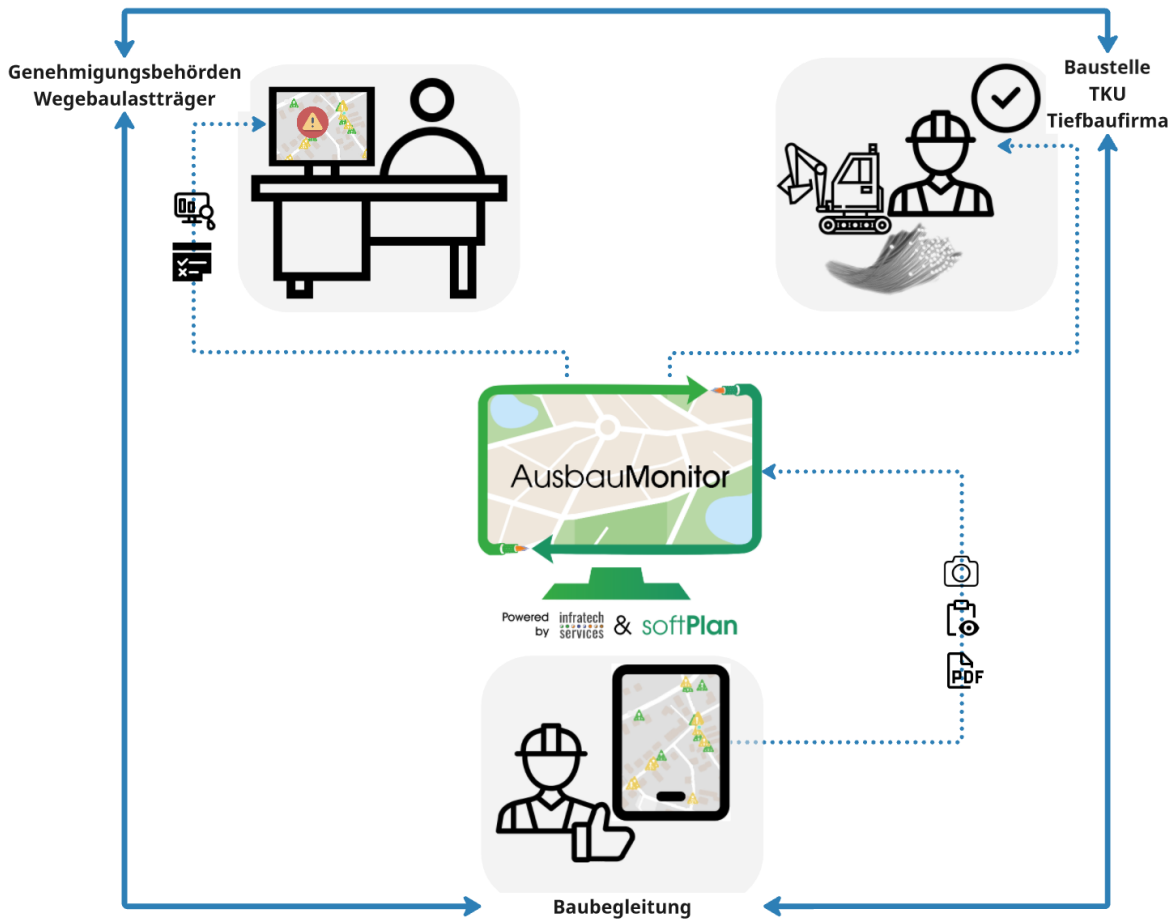 Genehmigungsbehörden
Wegebaulastträger
Baustelle
TKU
Tiefbaufirma
AusbauMonitor
Powered
by
infratech
services
& softPlan
PDF
Baubegleitung